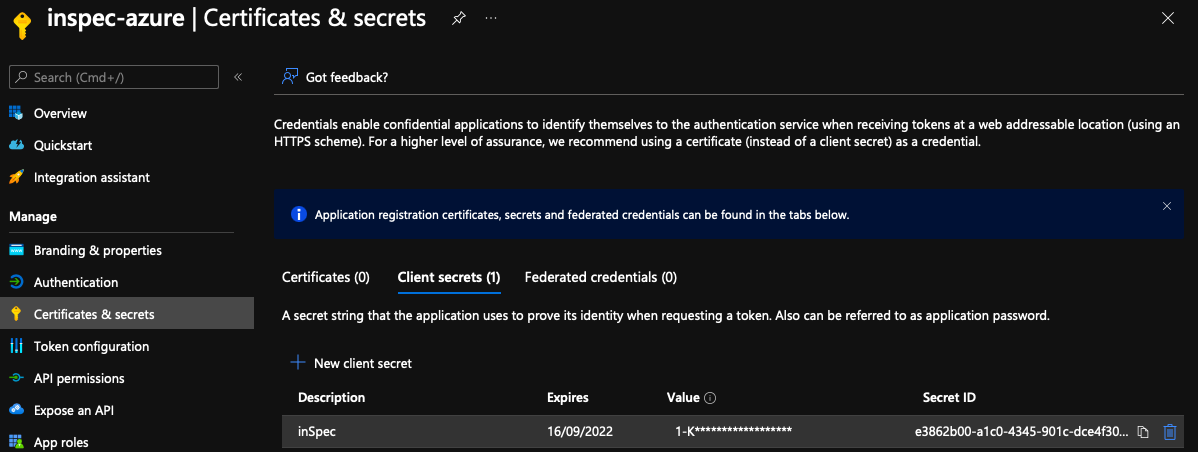 inspec-azure | Certificates & secrets
Search (Cmd+/)
Overview
Quickstart
Integration assistant
Manage
Branding & properties
Authentication
Certificates & secrets
Token configuration
API permissions
Expose an API
App roles
Got feedback?
Credentials enable confidential applications to identify themselves to the authentication service when receiving tokens at a web addressable location (using an
HTTPS scheme). For a higher level of assurance, we recommend using a certificate (instead of a client secret) as a credential.
Application registration certificates, secrets and federated credentials can be found in the tabs below.
Certificates (0) Client secrets (1) Federated credentials (0)
A secret string that the application uses to prove its identity when requesting a token. Also can be referred to as application password.
New client secret
Description Expires Value Secret ID
inSpec 16/09/2022 1-K****************** e3862b00-a1c0-4345-901c-dce4f30...